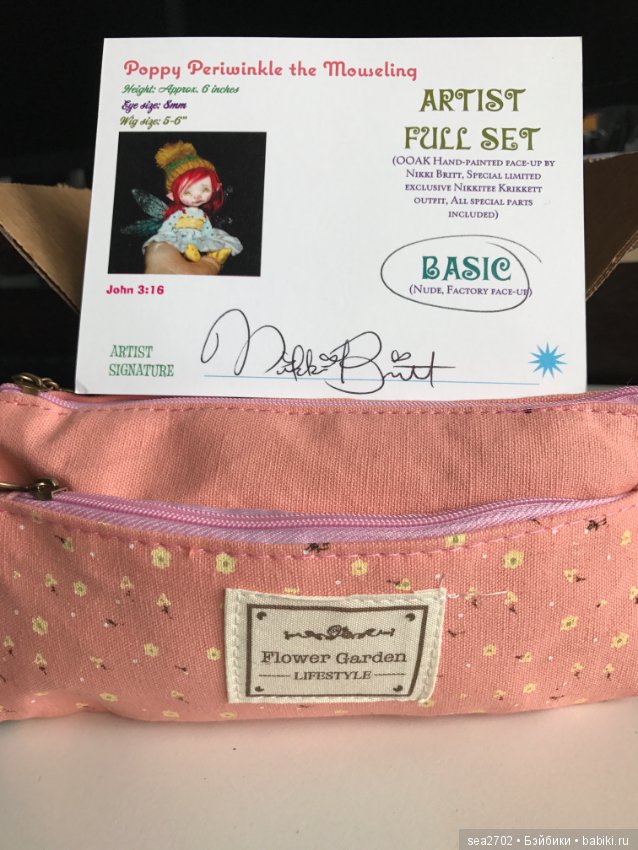 Poppy Periwinkle the Mouseling
Height: Approx. 6 inches
Eye size: 8mm
Wig size: 5-6"
ARTIST
FULL SET
(OOAK Hand-painted face-up by
Nikki Britt, Special limited
exclusive Nikkitee Krikkett
outfit, All special parts
included)
BASIC
(Nude, Factory face-up)
John 3:16
ARTIST
SIGNATURE
Nikki Britt
Flower Garden
LIFESTYLE
sea2702 • Бэйбики • babiki.ru